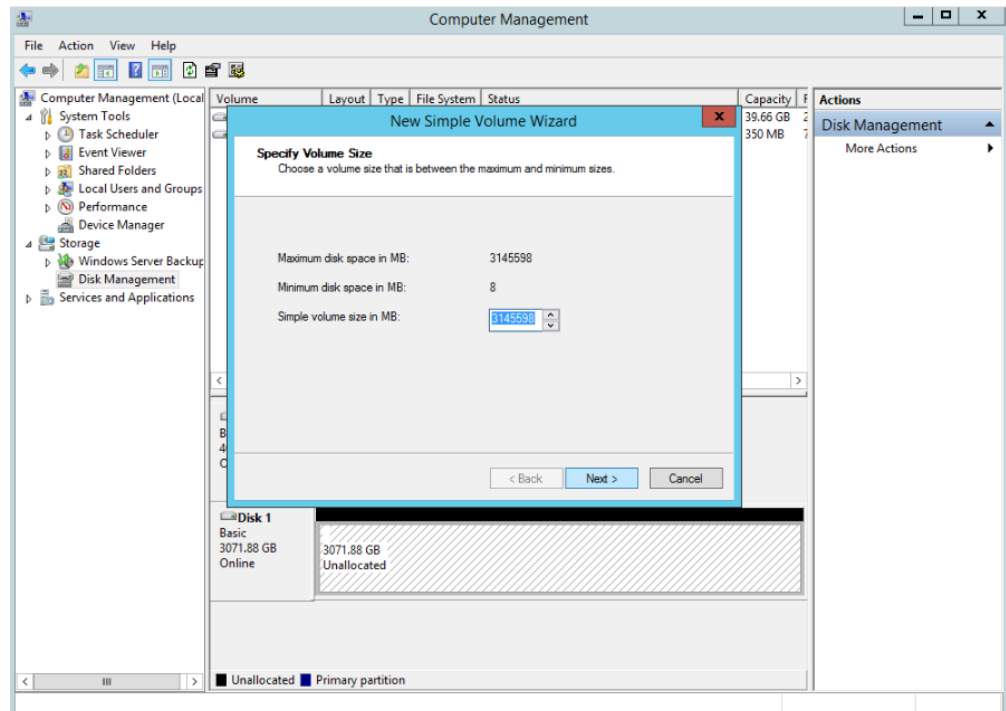 Computer Management
File Action View Help
Computer Management (Local
System Tools
Task Scheduler
Event Viewer
Shared Folders
Local Users and Groups
Performance
Device Manager
Storage
Windows Server Backup
Disk Management
Services and Applications
Volume Layout Type File System Status Capacity F
39.66 GB 2
350 MB 7
New Simple Volume Wizard
Specify Volume Size
Choose a volume size that is between the maximum and minimum sizes.
Maximum disk space in MB: 3145598
Minimum disk space in MB: 8
Simple volume size in MB: 3145598
< Back Next > Cancel
B
4
O
Disk 1
Basic
3071.88 GB
Online
3071.88 GB
Unallocated
Unallocated Primary partition
Actions
Disk Management
More Actions